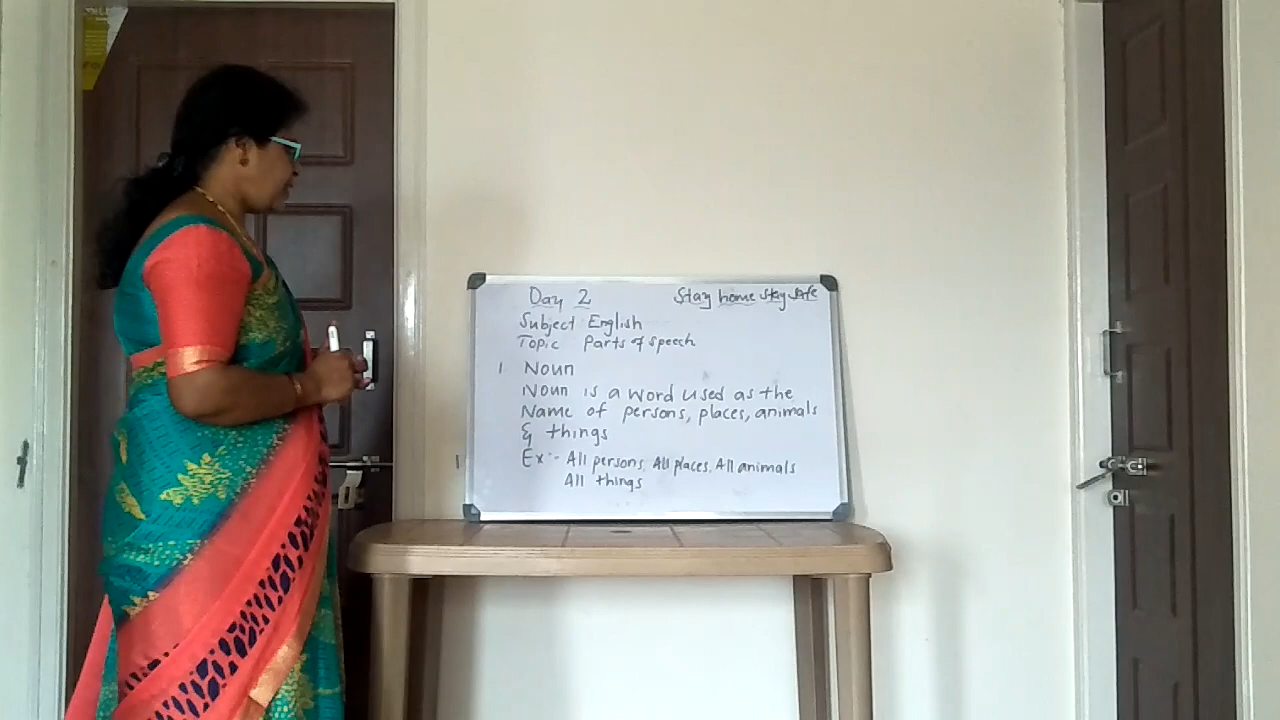 Day 2 Stay home stay safe
Subject English
Topic Parts of speech
1 Noun
Noun is a word used as the
Name of persons, places, animals
& things
Ex:- All persons, All places, All animals
All things